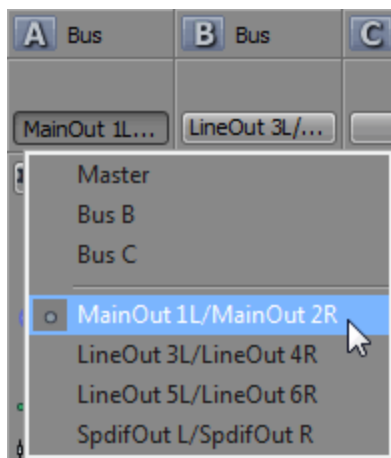 A Bus B Bus C
MainOut 1L... LineOut 3L/...
Master
Bus B
Bus C
MainOut 1L/MainOut 2R
LineOut 3L/LineOut 4R
LineOut 5L/LineOut 6R
SpdifOut L/SpdifOut R